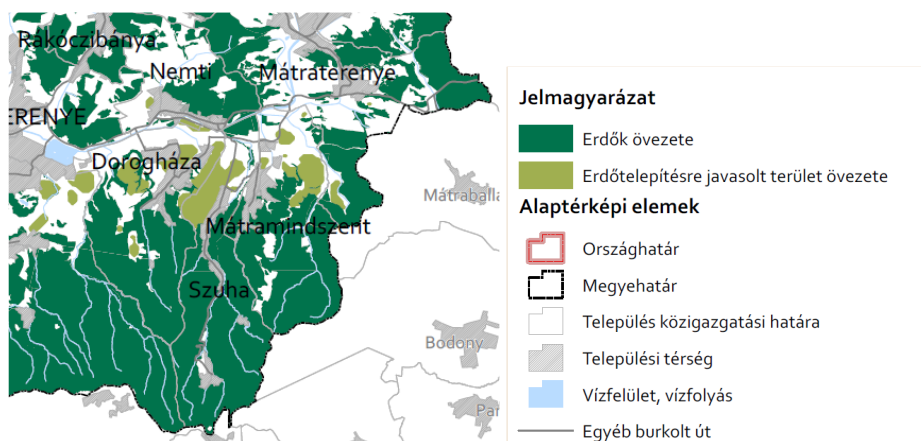 Rákóczibánya
Nemti
Mátraterenye
ERENYE
Dorogháza
Mátraballa
Mátramindszent
Szuha
Bodony
Jelmagyarázat
Erdők övezete
Erdőtelepítésre javasolt terület övezete
Alaptérképi elemek
Országhatár
Megyehatár
Település közigazgatási határa
Települési térség
Vízfelület, vízfolyás
Egyéb burkolt út